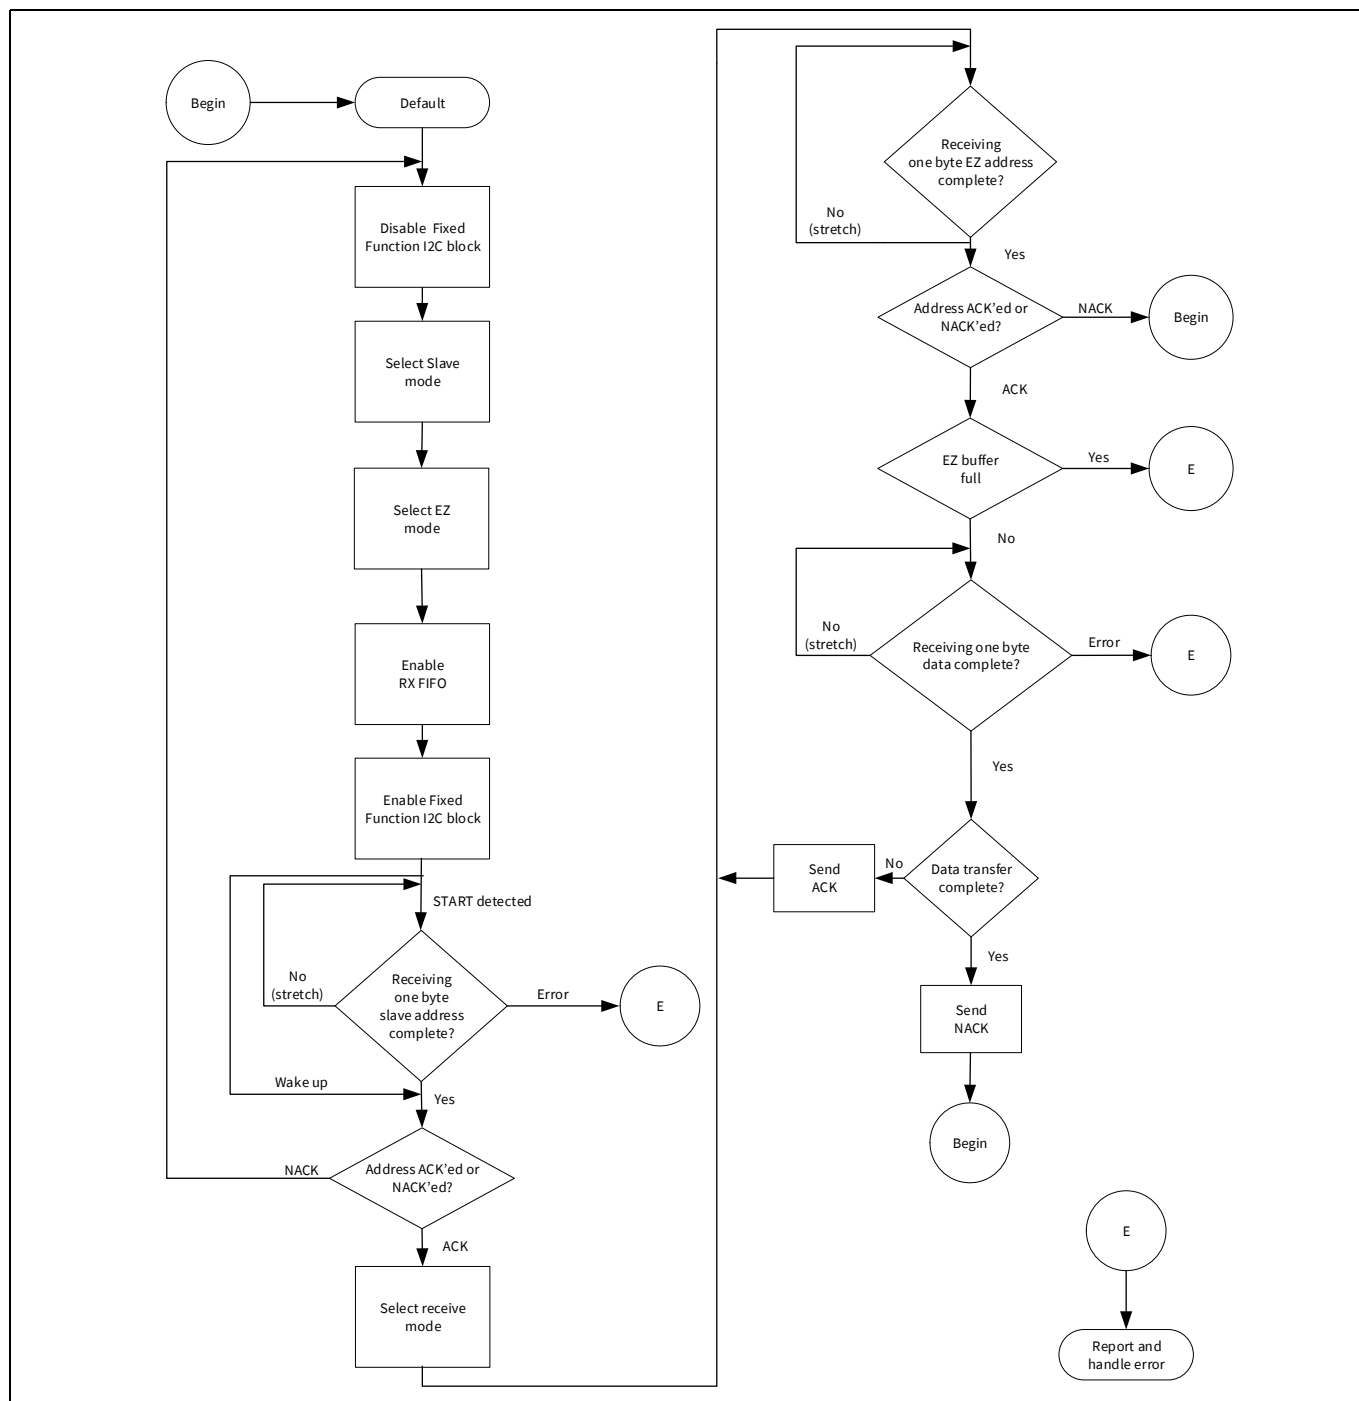 Begin
Default
Disable Fixed
Function I2C block
Select Slave
mode
Select EZ
mode
Enable
RX FIFO
Enable Fixed
Function I2C block
START detected
No
(stretch)
Receiving
one byte
slave address
complete?
Error
E
Wake up
Yes
NACK
Address ACK’ed or
NACK’ed?
ACK
Select receive
mode
Receiving
one byte EZ address
complete?
No
(stretch)
Yes
Address ACK’ed or
NACK’ed?
NACK
Begin
ACK
EZ buffer
full
Yes
E
No
No
(stretch)
Receiving one byte
data complete?
Error
E
Yes
Send
ACK
No
Data transfer
complete?
Yes
Send
NACK
Begin
E
Report and
handle error